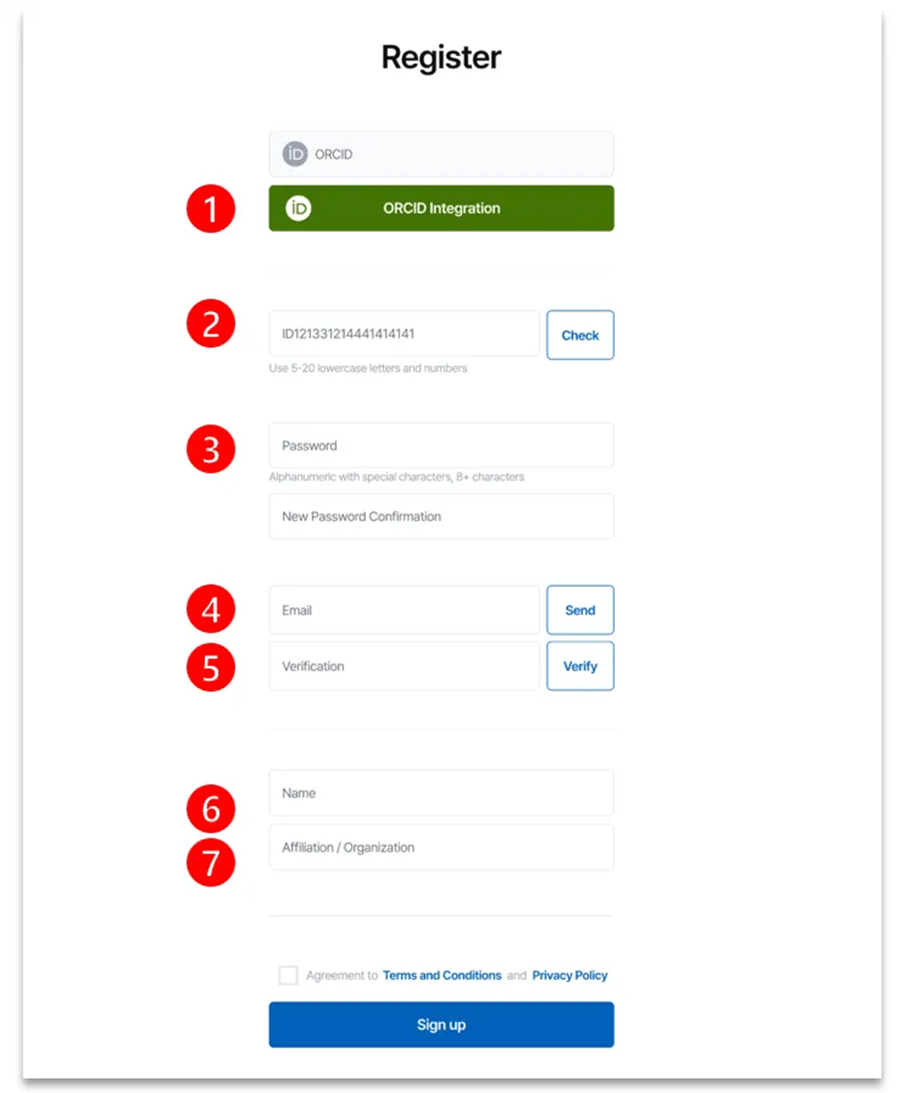 Register
iD ORCID
1 iD ORCID Integration
2 ID121331214441414141 Check
Use 5-20 lowercase letters and numbers
3 Password
Alphanumeric with special characters, 8+ characters
New Password Confirmation
4 Email Send
5 Verification Verify
6 Name
7 Affiliation / Organization
Agreement to Terms and Conditions and Privacy Policy
Sign up